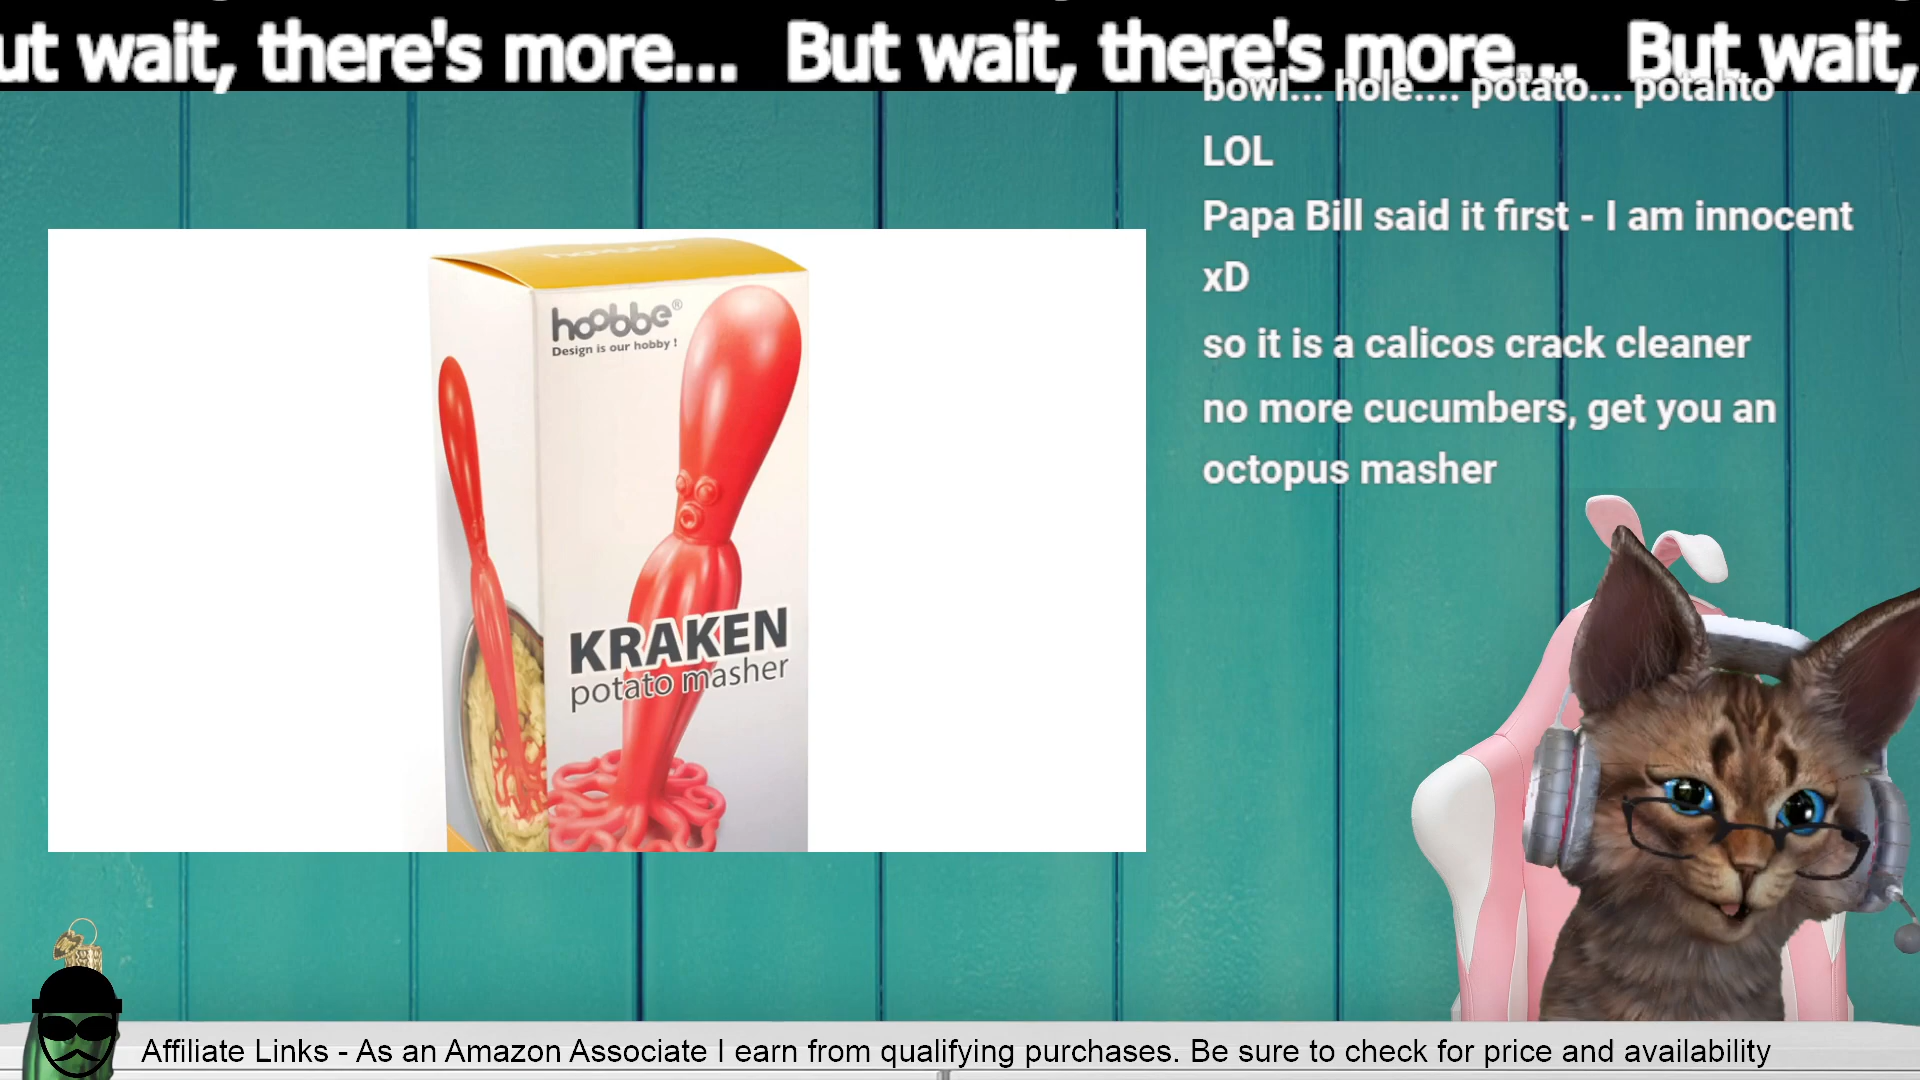 ut wait, there's more... But wait, there's more... But wait,
bowl... hole.... potato... potahto
LOL
Papa Bill said it first - I am innocent
xD
so it is a calicos crack cleaner
no more cucumbers, get you an
octopus masher
hoobbe®
Design is our hobby !
KRAKEN
potato masher
Affiliate Links - As an Amazon Associate I earn from qualifying purchases. Be sure to check for price and availability